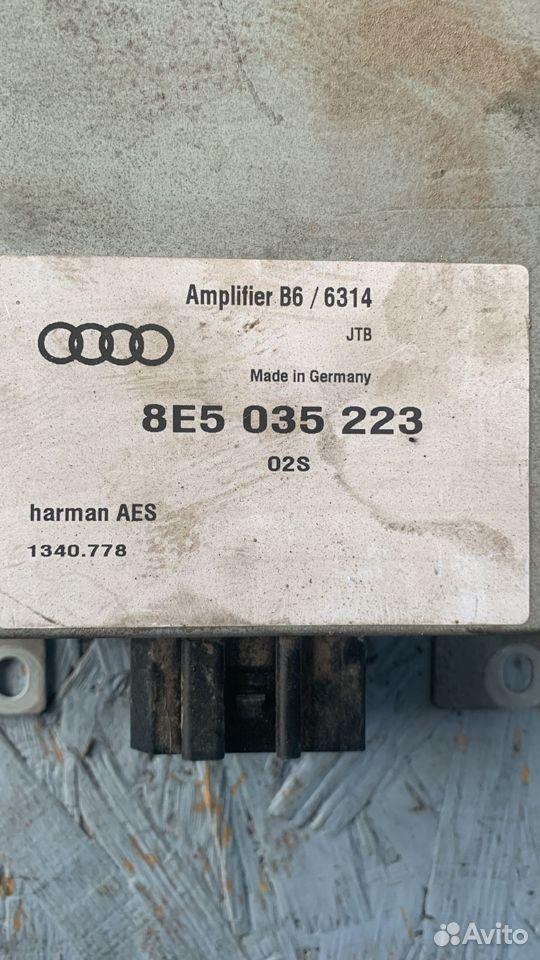 Amplifier B6 / 6314
JTB
Made in Germany
8E5 035 223
02S
harman AES
1340.778
Avito